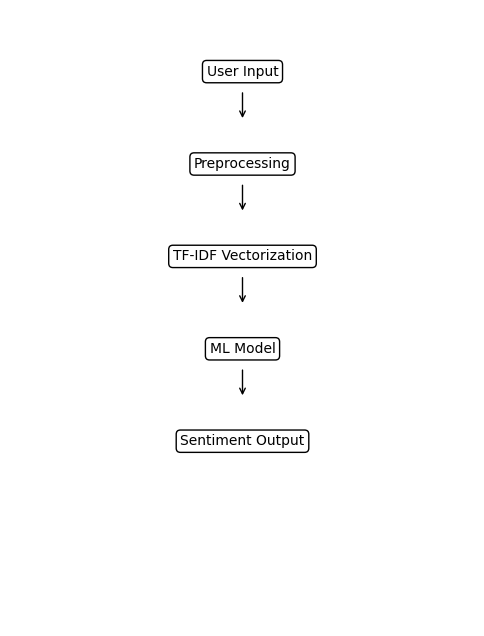 User Input
Preprocessing
TF-IDF Vectorization
ML Model
Sentiment Output